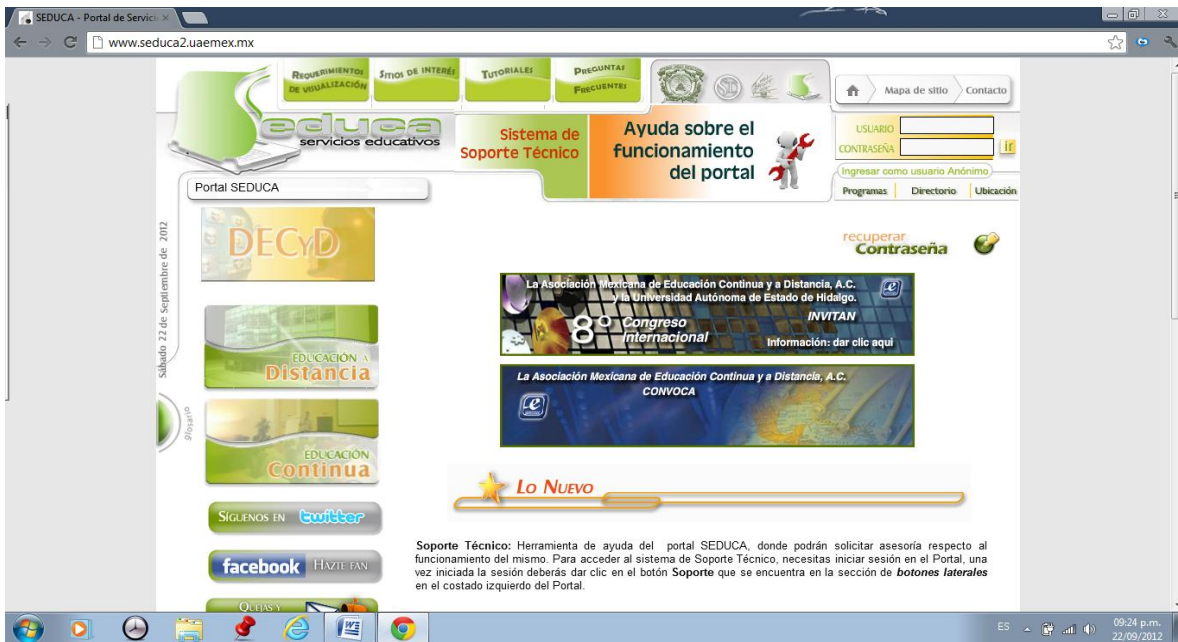 SEDUCA - Portal de Servici
www.seduca2.uaemex.mx
REQUERIMIENTOS
DE VISUALIZACIÓN
SITIOS DE INTERÉS
TUTORIALES
PREGUNTAS
FRECUENTES
Mapa de sitio
Contacto
Seduca
servicios educativos
Sistema de
Soporte Técnico
Ayuda sobre el
funcionamiento
del portal
USUARIO
CONTRASEÑA
ir
Ingresar como usuario Anónimo
Programas
Directorio
Ubicación
Portal SEDUCA
Sábado 22 de Septiembre de 2012
DECyD
recuperar
Contraseña
La Asociación Mexicana de Educación Continua y a Distancia, A.C.
y la Universidad Autónoma de Estado de Hidalgo.
INVITAN
8° Congreso
Internacional
Información: dar clic aqui
EDUCACIÓN A
Distancia
La Asociación Mexicana de Educación Continua y a Distancia, A.C.
CONVOCA
glosario
EDUCACIÓN
Continua
LO NUEVO
SÍGUENOS EN twitter
facebook HAZTE FAN
QUEJAS Y
Soporte Técnico: Herramienta de ayuda del portal SEDUCA, donde podrán solicitar asesoría respecto al
funcionamiento del mismo. Para acceder al sistema de Soporte Técnico, necesitas iniciar sesión en el Portal, una
vez iniciada la sesión deberás dar clic en el botón Soporte que se encuentra en la sección de botones laterales
en el costado izquierdo del Portal.
ES
09:24 p.m.
22/09/2012